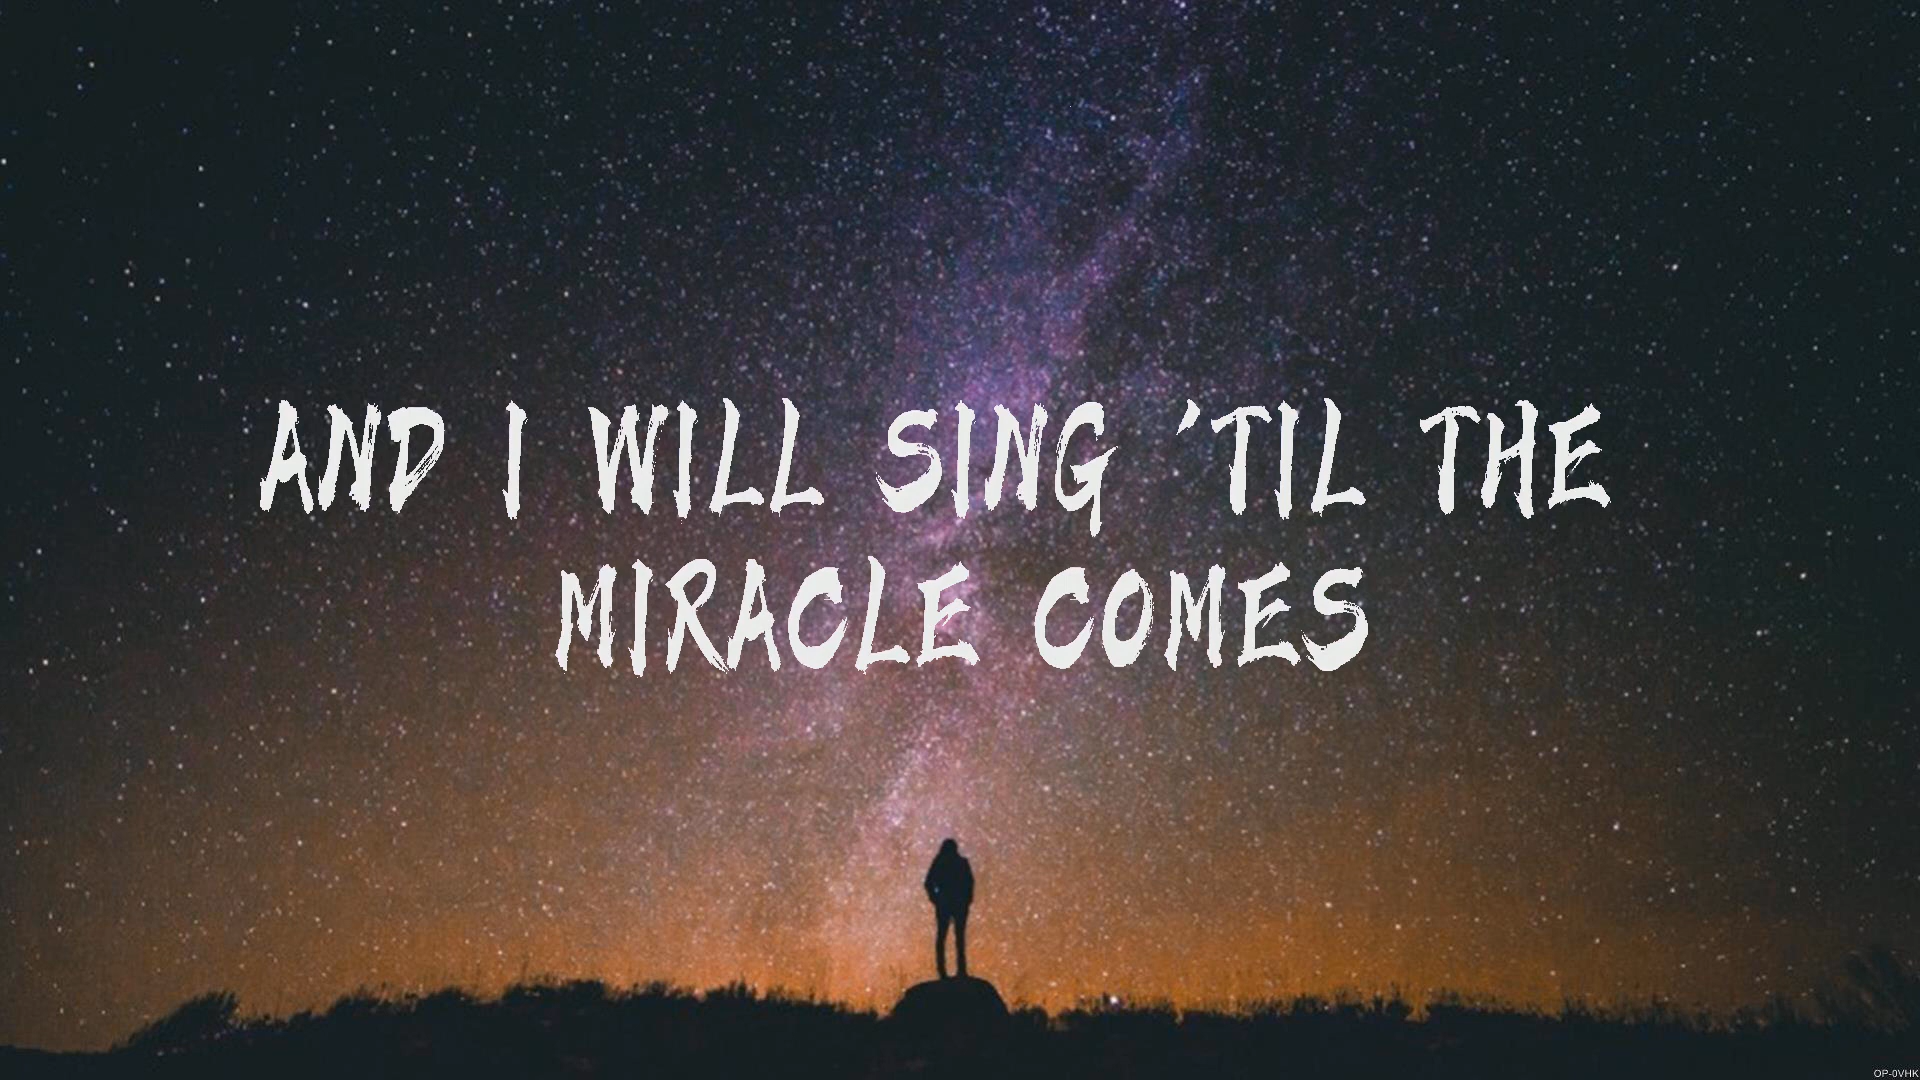 AND I WILL SING 'TIL THE
MIRACLE COMES
OP-0VHK